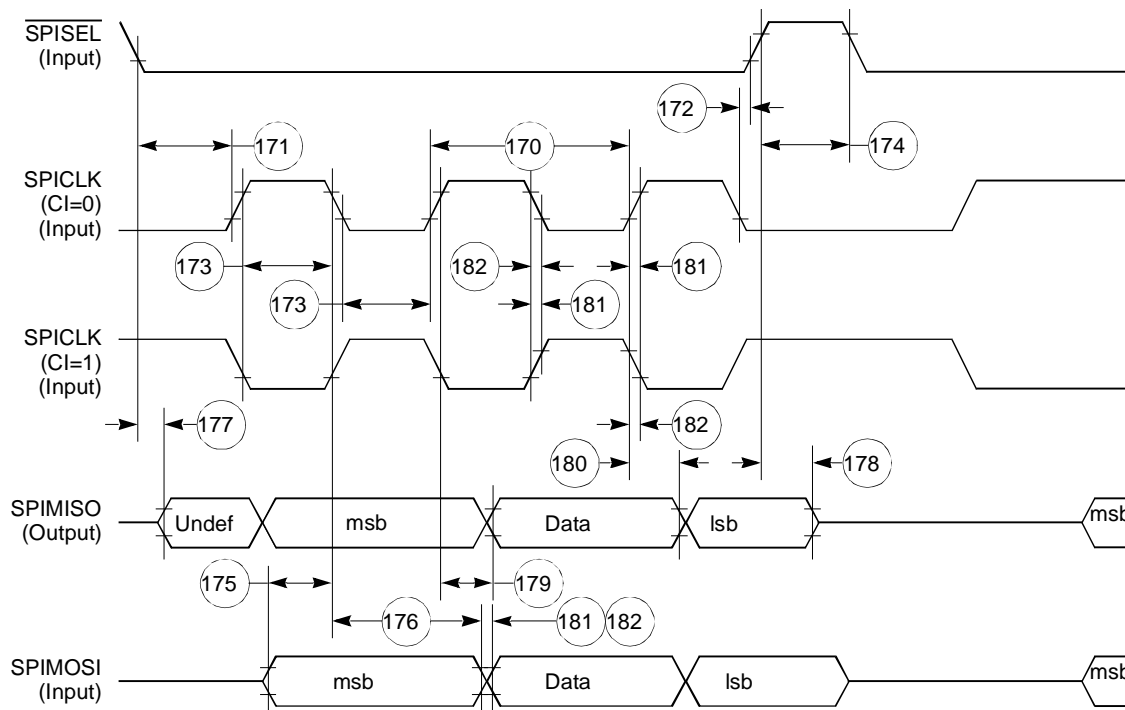 SPISEL
(Input)
172
171
170
174
SPICLK
(CI=0)
(Input)
173
182
181
173
181
SPICLK
(CI=1)
(Input)
177
182
180
178
SPIMISO
(Output)
Undef
msb
Data
lsb
msb
175
179
176
181
182
SPIMOSI
(Input)
msb
Data
lsb
msb